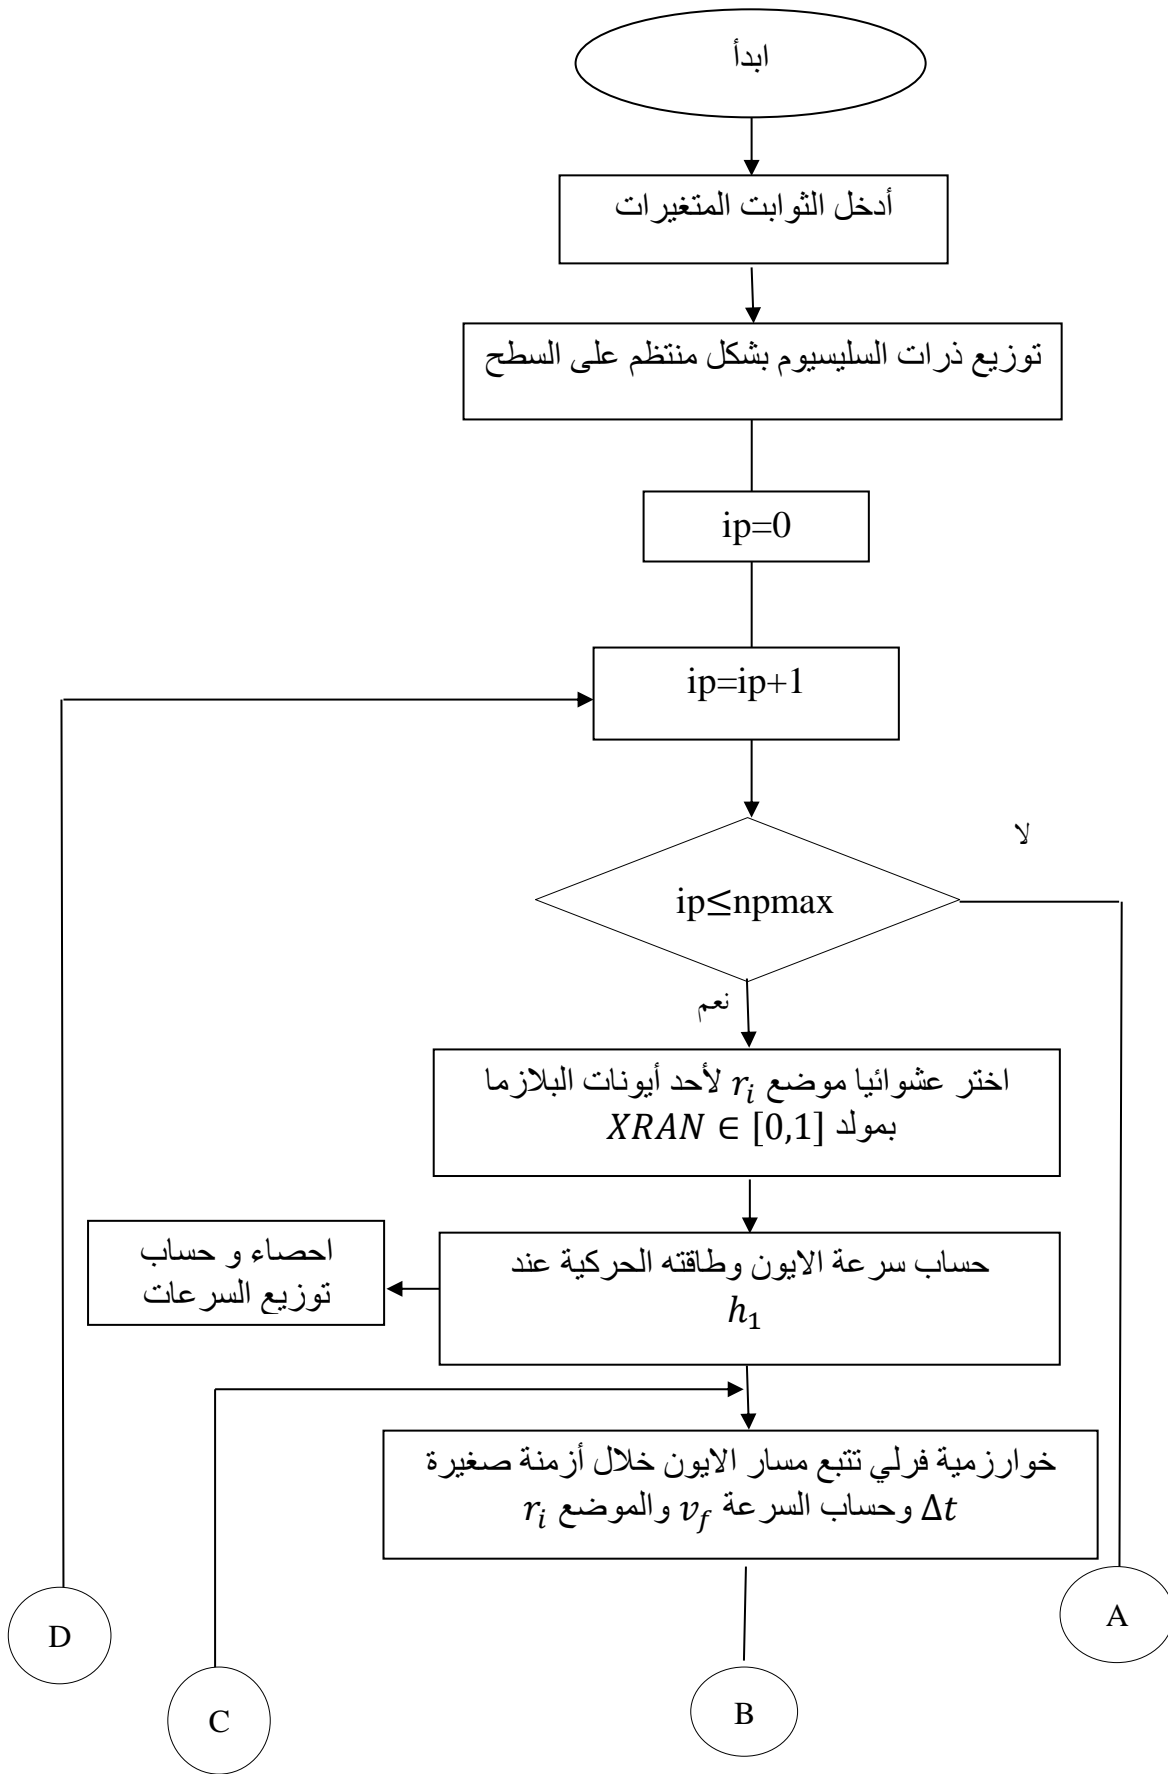 ابدأ
أدخل الثوابت المتغيرات
توزيع ذرات السليسيوم بشكل منتظم على السطح
ip=0
ip=ip+1
لا
ip≤npmax
نعم
اختر عشوائيا موضع r_i لأحد أيونات البلازما
بمولد XRAN ∈ [0,1]
حساب سرعة الايون وطاقته الحركية عند
h_1
احصاء و حساب
توزيع السرعات
خوارزمية فرلي تتبع مسار الايون خلال أزمنة صغيرة
Δt وحساب السرعة v_f والموضع r_i
A
D
B
C